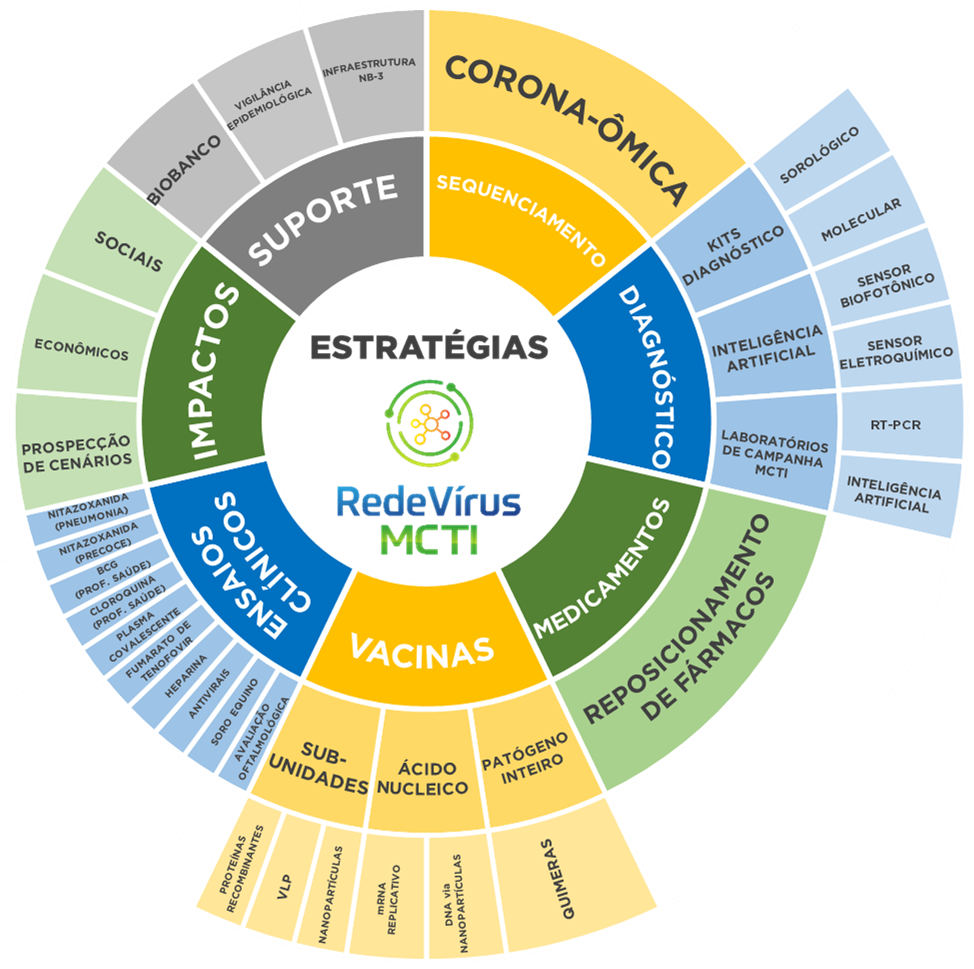 ESTRATÉGIAS
RedeVírus
MCTI
SEQUENCIAMENTO
CORONA-ÔMICA
DIAGNÓSTICO
KITS
DIAGNÓSTICO
SOROLÓGICO
MOLECULAR
INTELIGÊNCIA
ARTIFICIAL
SENSOR
BIOFOTÔNICO
SENSOR
ELETROQUÍMICO
LABORATÓRIOS
DE CAMPANHA
MCTI
RT-PCR
INTELIGÊNCIA
ARTIFICIAL
MEDICAMENTOS
REPOSICIONAMENTO
DE FÁRMACOS
VACINAS
PATÓGENO
INTEIRO
QUIMERAS
ÁCIDO
NUCLEICO
DNA via
NANOPARTÍCULAS
mRNA
REPLICATIVO
SUB-
UNIDADES
NANOPARTÍCULAS
VLP
PROTEÍNAS
RECOMBINANTES
ENSAIOS
CLÍNICOS
AVALIAÇÃO
OFTALMOLÓGICA
SORO EQUINO
ANTIVIRAIS
HEPARINA
FUMARATO DE
TENOFOVIR
PLASMA
COVALESCENTE
CLOROQUINA
(PROF. SAÚDE)
BCG
(PROF. SAÚDE)
NITAZOXANIDA
(PRECOCE)
NITAZOXANIDA
(PNEUMONIA)
IMPACTOS
PROSPECÇÃO
DE CENÁRIOS
ECONÔMICOS
SOCIAIS
SUPORTE
BIOBANCO
VIGILÂNCIA
EPIDEMIOLÓGICA
INFRAESTRUTURA
NB-3